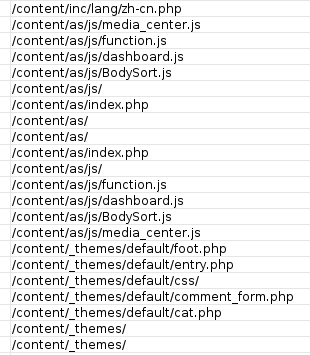 /content/inc/lang/zh-cn.php
/content/as/js/media_center.js
/content/as/js/function.js
/content/as/js/dashboard.js
/content/as/js/BodySort.js
/content/as/js/
/content/as/index.php
/content/as/
/content/as/
/content/as/index.php
/content/as/js/
/content/as/js/function.js
/content/as/js/dashboard.js
/content/as/js/BodySort.js
/content/as/js/media_center.js
/content/_themes/default/foot.php
/content/_themes/default/entry.php
/content/_themes/default/css/
/content/_themes/default/comment_form.php
/content/_themes/default/cat.php
/content/_themes/
/content/_themes/